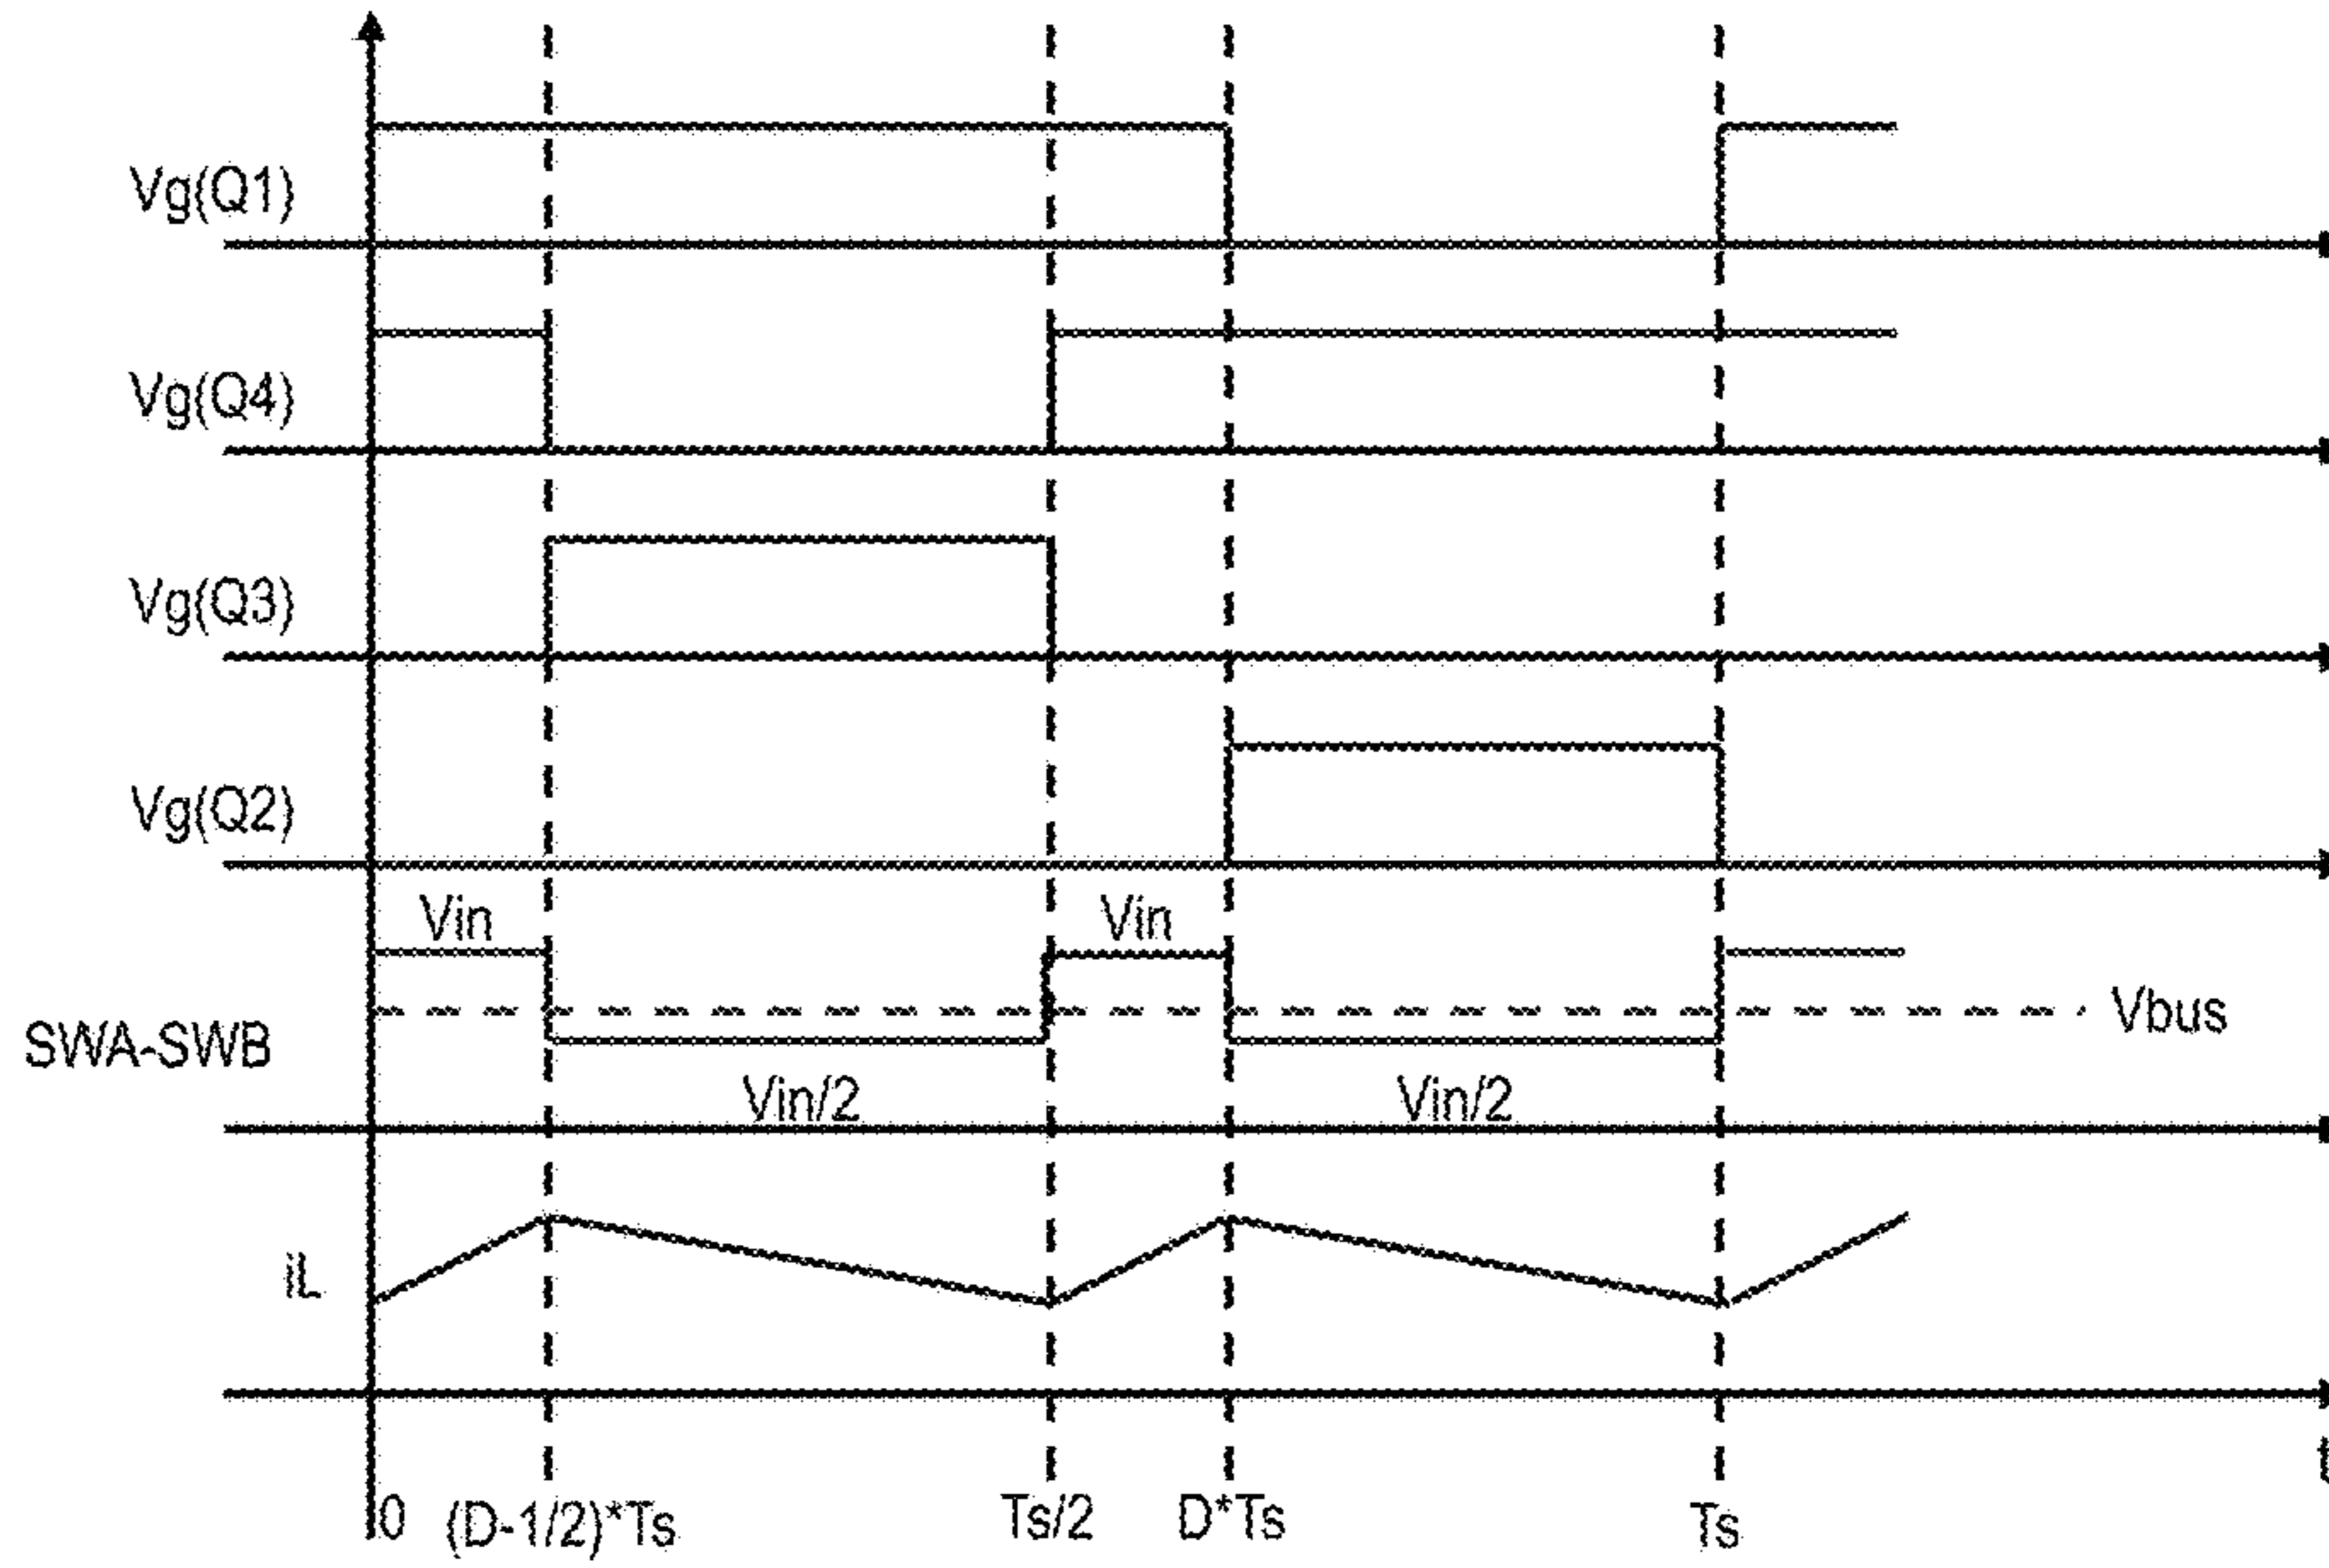 Vg(Q1)
Vg(Q4)
Vg(Q3)
Vg(Q2)
Vin Vin
SWA-SWB Vbus
Vin/2 Vin/2
iL
0 (D-1/2)*Ts Ts/2 D*Ts Ts